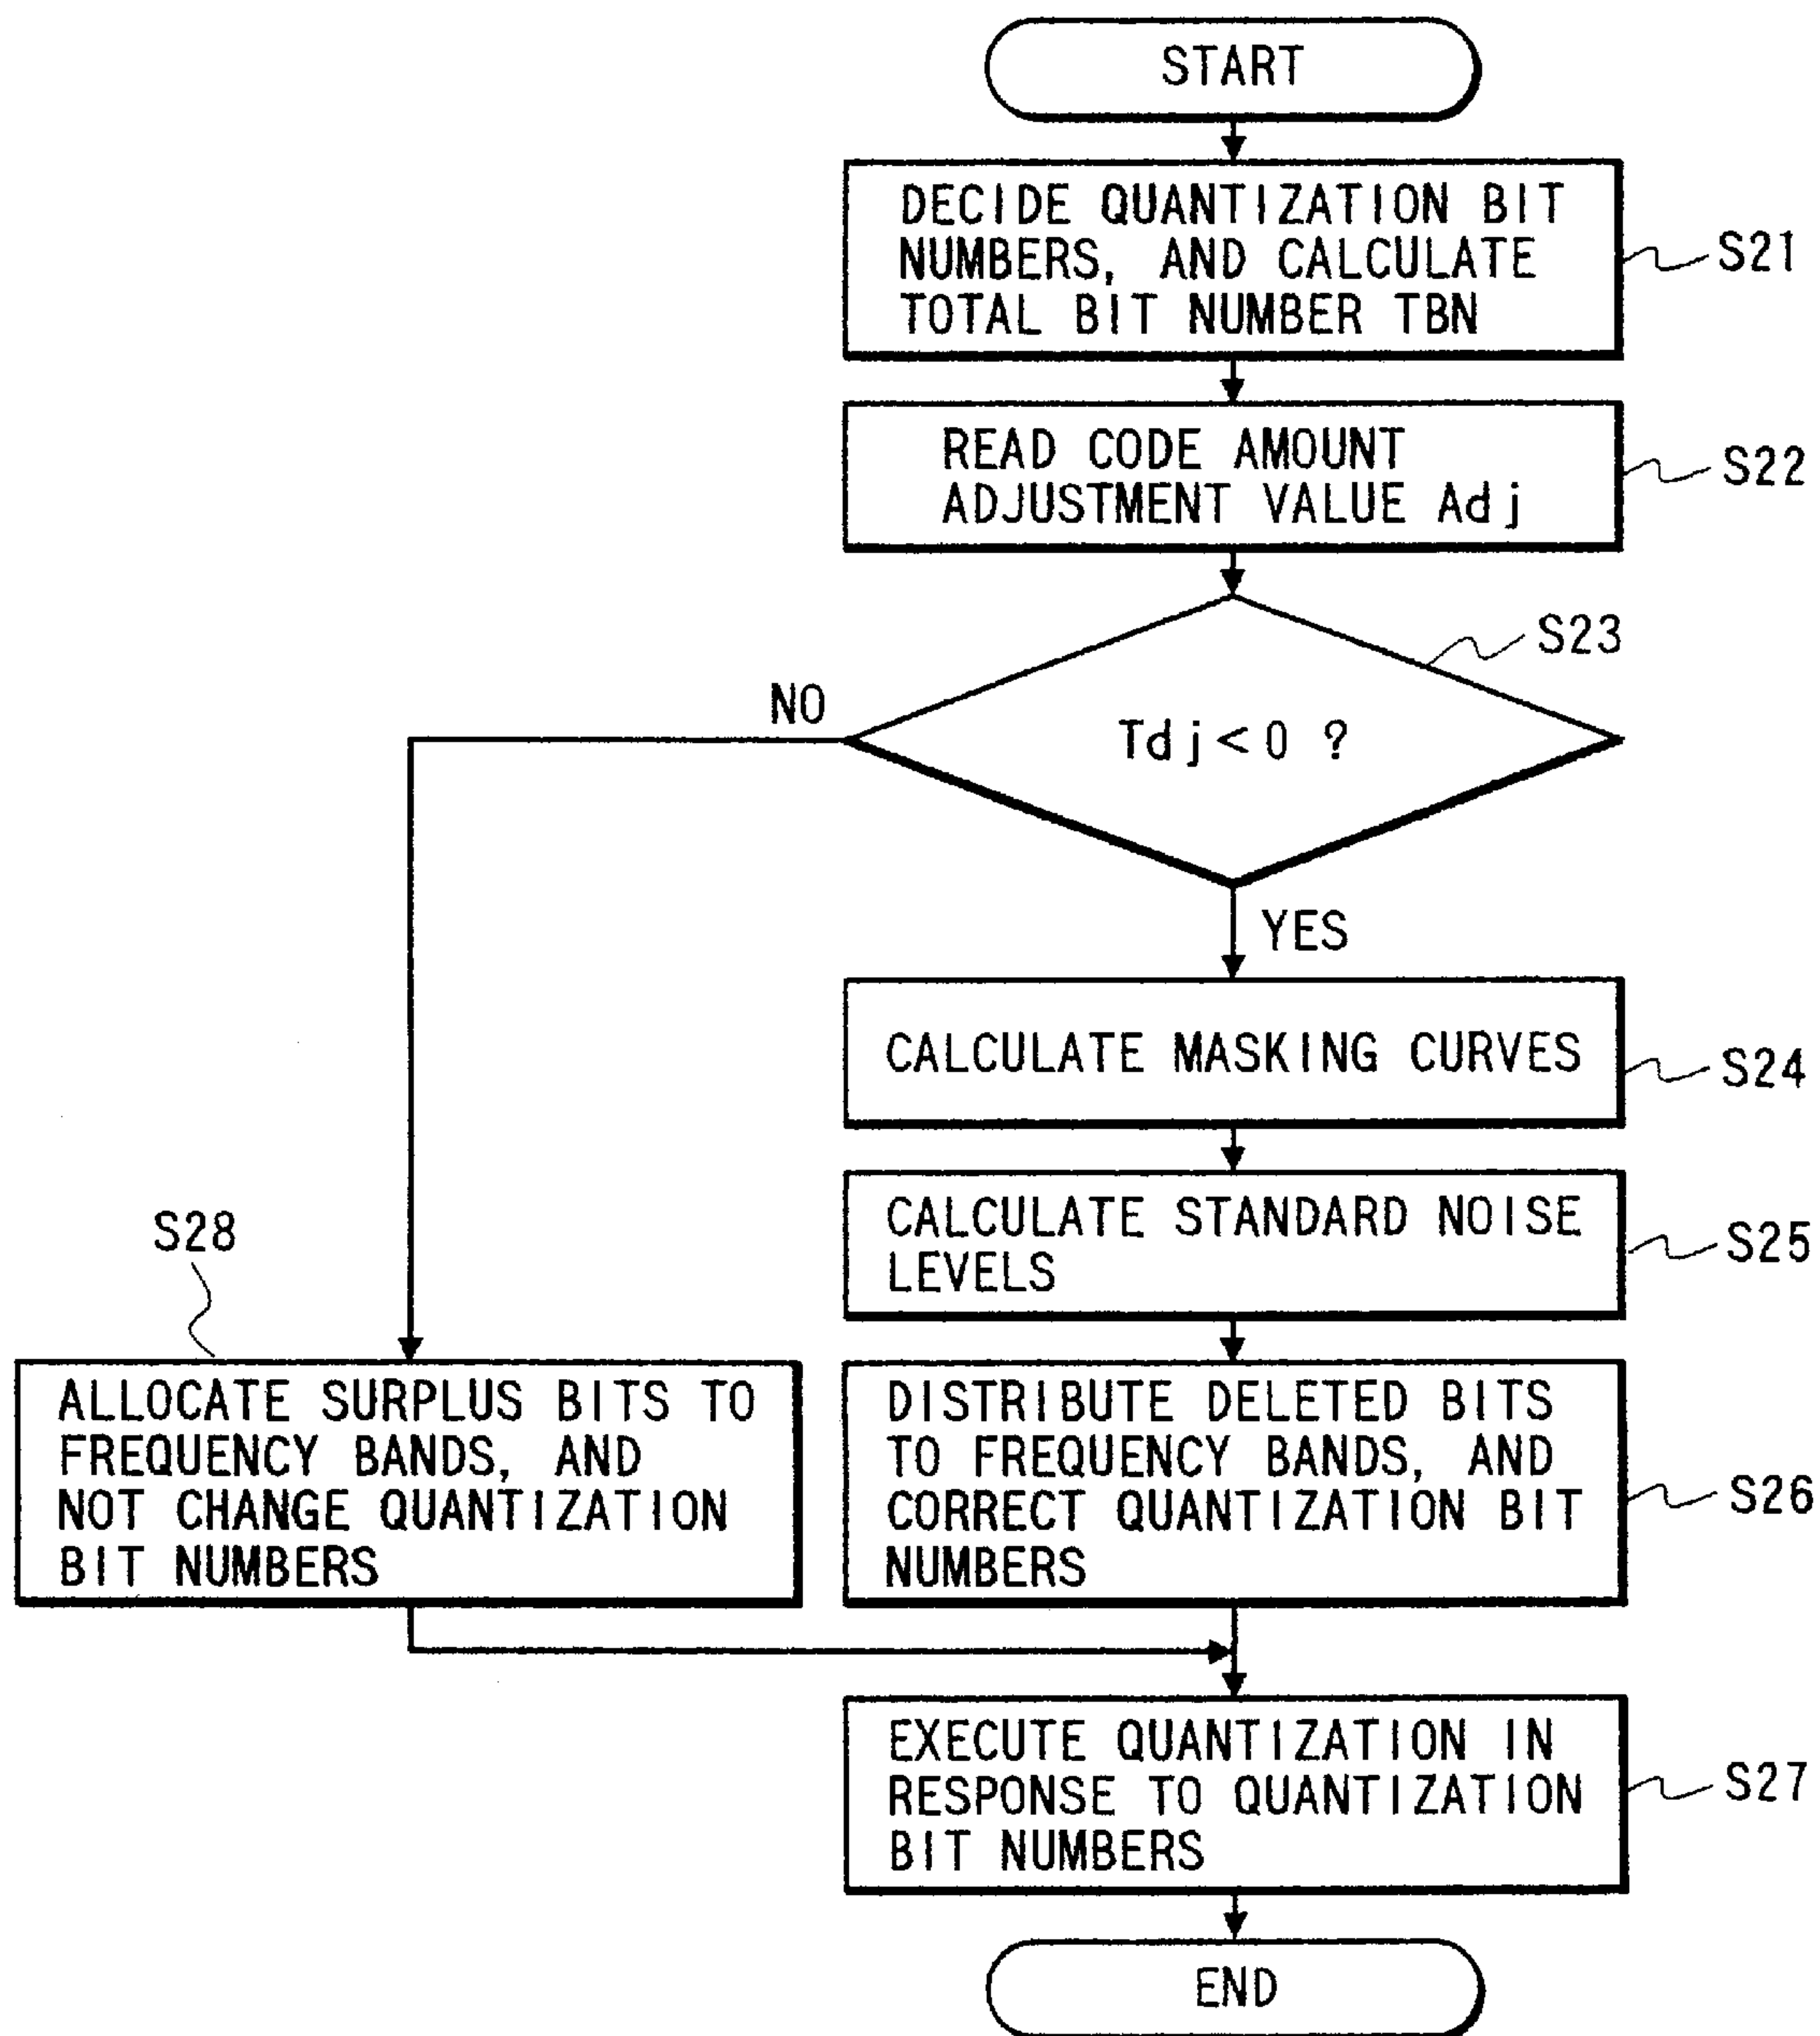 START
DECIDE QUANTIZATION BIT
NUMBERS, AND CALCULATE
TOTAL BIT NUMBER TBN
S21
READ CODE AMOUNT
ADJUSTMENT VALUE Adj
S22
S23
NO
Tdj<0 ?
YES
CALCULATE MASKING CURVES
S24
CALCULATE STANDARD NOISE
LEVELS
S25
S28
ALLOCATE SURPLUS BITS TO
FREQUENCY BANDS, AND
NOT CHANGE QUANTIZATION
BIT NUMBERS
DISTRIBUTE DELETED BITS
TO FREQUENCY BANDS, AND
CORRECT QUANTIZATION BIT
NUMBERS
S26
EXECUTE QUANTIZATION IN
RESPONSE TO QUANTIZATION
BIT NUMBERS
S27
END